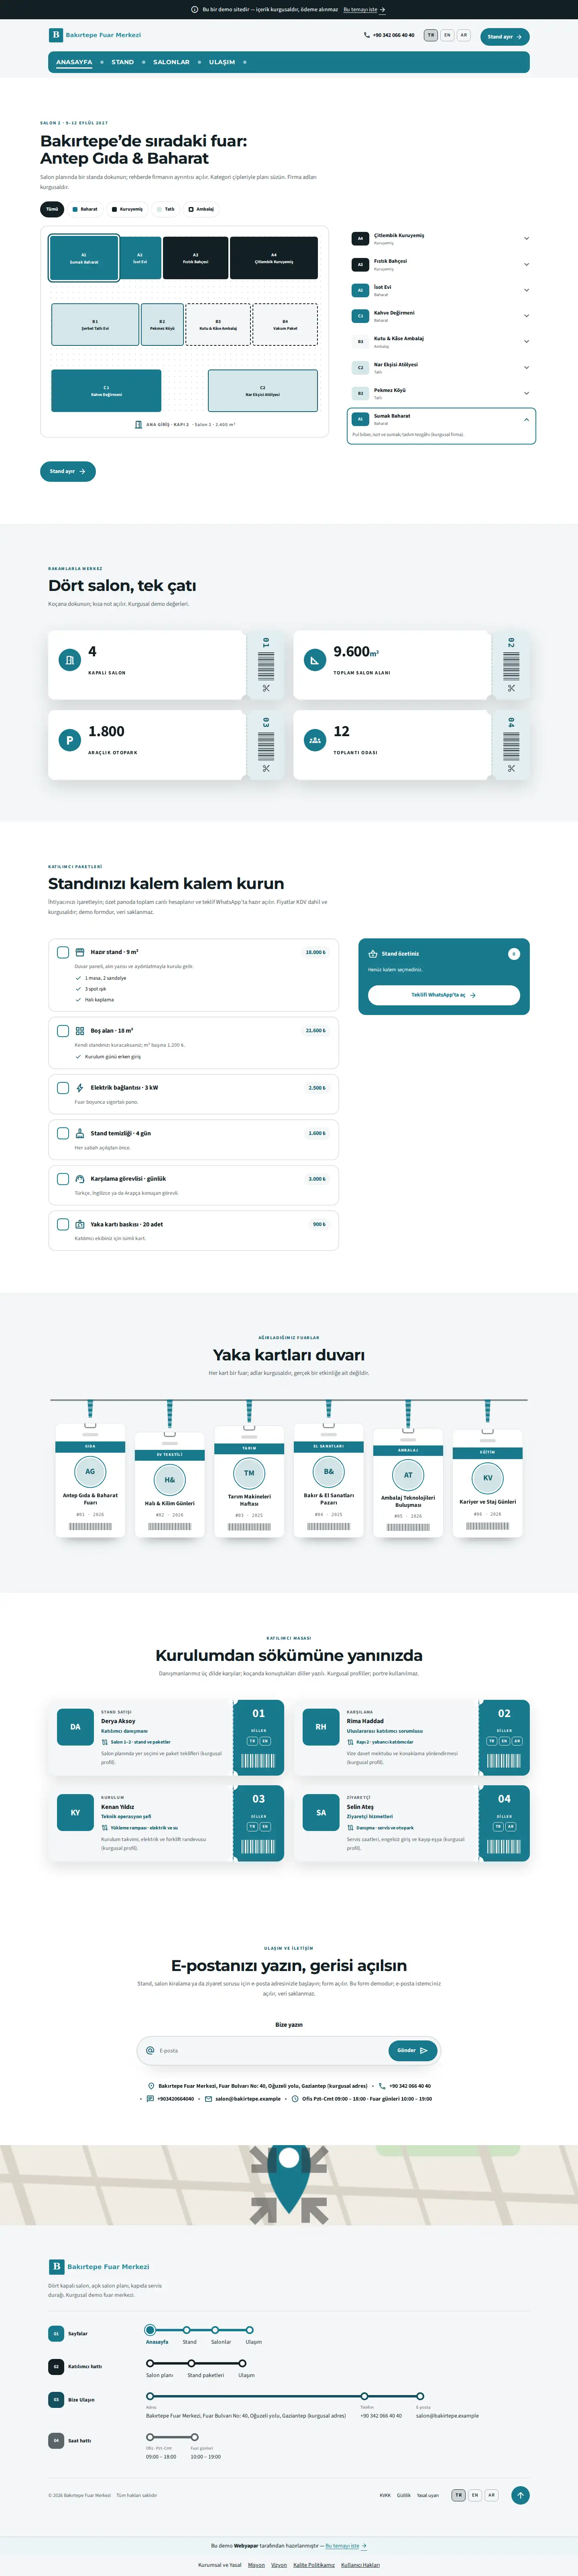 Bu bir demo sitedir — içerik kurgusaldır, ödeme alınmaz Bu temayı iste →
B Bakırtepe Fuar Merkezi
+90 342 066 40 40 TR EN AR Stand ayır →
ANASAYFA STAND SALONLAR ULAŞIM
SALON 2 · 9–13 EYLÜL 2027
Bakırtepe’de sıradaki fuar:
Antep Gıda & Baharat
Salon planında bir standa dokunun; rehberde firmanın ayrıntısı açılır. Kategori çipleriyle planı süzün. Firma adları
kurgusaldır.
Tümü Baharat Kuruyemiş Tatlı Ambalaj
A1
Sumak Baharat
A2
İsot Evi
A3
Fıstık Bahçesi
A4
Çitlembik Kuruyemiş
B1
Şerbet Tatlı Evi
B2
Pekmez Köyü
B3
Kutu & Köse Ambalaj
B4
Vakum Paket
C1
Kahve Değirmeni
C2
Nar Ekşisi Atölyesi
ANA GİRİŞ · KAPI 2 · Salon 2 · 2.400 m²
A4 Çitlembik Kuruyemiş
Kuruyemiş
A3 Fıstık Bahçesi
Kuruyemiş
A2 İsot Evi
Baharat
C1 Kahve Değirmeni
Baharat
B3 Kutu & Köse Ambalaj
Ambalaj
C2 Nar Ekşisi Atölyesi
Tatlı
B2 Pekmez Köyü
Tatlı
A1 Sumak Baharat
Baharat
Pul biber, isot ve sumak; tadım tezgâhı (kurgusal firma).
Stand ayır →
RAKAMLARLA MERKEZ
Dört salon, tek çatı
Koçana dokunun; kısa not açılır. Kurgusal demo değerleri.
4
KAPALI SALON
01
9.600m²
TOPLAM SALON ALANI
02
P 1.800
ARAÇLIK OTOPARK
03
12
TOPLANTI ODASI
04
KATILIMCI PAKETLERİ
Standınızı kalem kalem kurun
İhtiyacınızı işaretleyin; özet panoda toplam canlı hesaplanır ve teklif WhatsApp’ta hazır açılır. Fiyatlar KDV dahil ve
kurgusaldır; demo formdur, veri saklanmaz.
Hazır stand · 9 m² 18.000 ₺
Duvar paneli, alın yazısı ve aydınlatmayla kurulu gelir.
1 masa, 2 sandalye
3 spot ışık
Halı kaplama
Boş alan · 18 m² 21.600 ₺
Kendi standınızı kuracaksanız; m² başına 1.200 ₺.
Kurulum günü erken giriş
Elektrik bağlantısı · 3 kW 2.500 ₺
Fuar boyunca sigortalı pano.
Stand temizliği · 4 gün 1.600 ₺
Her sabah açılıştan önce.
Karşılama görevlisi · günlük 3.000 ₺
Türkçe, İngilizce ya da Arapça konuşan görevli.
Yaka kartı baskısı · 20 adet 900 ₺
Katılımcı ekibiniz için isimli kart.
Stand özetiniz 0
Henüz kalem seçmediniz.
Teklifi WhatsApp’ta aç →
AĞIRLADIĞIMIZ FUARLAR
Yaka kartları duvarı
Her kart bir fuar; adlar kurgusaldır, gerçek bir etkinliğe ait değildir.
GIDA
AG
Antep Gıda & Baharat
Fuarı
#01 · 2026
EV TEKSTİLİ
H&
Halı & Kilim Günleri
#02 · 2026
TARIM
TM
Tarım Makineleri
Haftası
#03 · 2025
EL SANATLARI
B&
Bakır & El Sanatları
Pazarı
#04 · 2025
AMBALAJ
AT
Ambalaj Teknolojileri
Buluşması
#05 · 2026
EĞİTİM
KV
Kariyer ve Staj Günleri
#06 · 2026
KATILIMCI MASASI
Kurulumdan sökümüne yanınızda
Danışmanlarımız üç dilde karşılar; koçanda konuştukları diller yazılı. Kurgusal profiller; portre kullanılmaz.
DA
STAND SATIŞI
Derya Aksoy
Katılımcı danışmanı
Salon 1–2 · stand ve paketler
Salon planında yer seçimi ve paket teklifleri (kurgusal
profil).
01
DİLLER
TR EN
RH
KARŞILAMA
Rima Haddad
Uluslararası katılımcı sorumlusu
Kapı 2 · yabancı katılımcılar
Vize davet mektubu ve konaklama yönlendirmesi
(kurgusal profil).
02
DİLLER
TR EN AR
KY
KURULUM
Kenan Yıldız
Teknik operasyon şefi
Yükleme rampası · elektrik ve su
Kurulum takvimi, elektrik ve forklift randevusu
(kurgusal profil).
03
DİLLER
TR EN
SA
ZİYARETÇİ
Selin Ateş
Ziyaretçi hizmetleri
Danışma · servis ve otopark
Servis saatleri, engelsiz giriş ve kayıp eşya (kurgusal
profil).
04
DİLLER
TR AR
ULAŞIM VE İLETİŞİM
E-postanızı yazın, gerisi açılsın
Stand, salon kiralama ya da ziyaret sorusu için e-posta adresinizle başlayın; form açılır. Bu form demodur; e-posta istemciniz
açılır, veri saklanmaz.
Bize yazın
E-posta Gönder
Bakırtepe Fuar Merkezi, Fuar Bulvarı No: 40, Oğuzeli yolu, Gaziantep (kurgusal adres) • +90 342 066 40 40
• +903420664040 • salon@bakirtepe.example • Ofis Pzt–Cmt 09:00 – 18:00 · Fuar günleri 10:00 – 19:00
B Bakırtepe Fuar Merkezi
Dört kapalı salon, açık salon planı, kapıda servis
durağı. Kurgusal demo fuar merkezi.
01 Sayfalar
Anasayfa Stand Salonlar Ulaşım
02 Katılımcı hattı
Salon planı Stand paketleri Ulaşım
03 Bize Ulaşın
Adres Telefon E-posta
Bakırtepe Fuar Merkezi, Fuar Bulvarı No: 40, Oğuzeli yolu, Gaziantep (kurgusal adres) +90 342 066 40 40 salon@bakirtepe.example
04 Saat hattı
Ofis · Pzt–Cmt Fuar günleri
09:00 – 18:00 10:00 – 19:00
© 2026 Bakırtepe Fuar Merkezi Tüm hakları saklıdır
KVKK Gizlilik Yasal uyarı TR EN AR
Bu demo Webyapar tarafından hazırlanmıştır — Bu temayı iste →
Kurumsal ve Yasal Misyon Vizyon Kalite Politikamız Kullanıcı Hakları